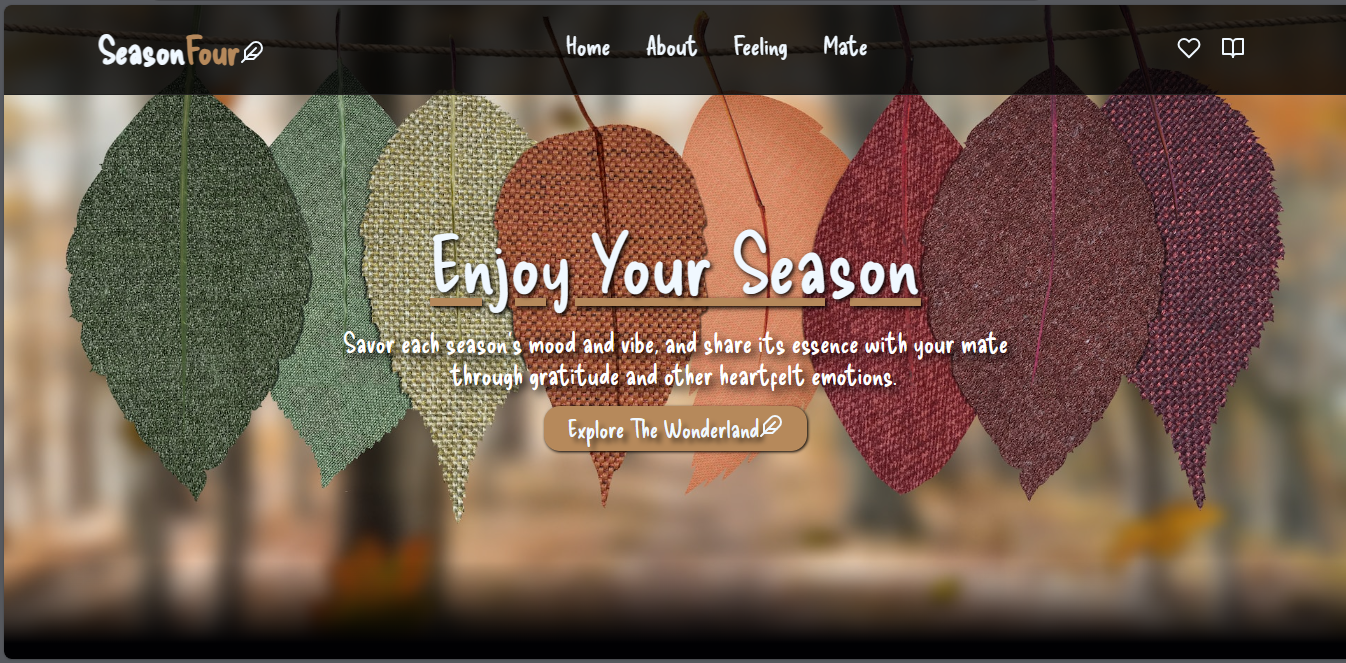 SeasonFour
Home About Feeling Mate
Enjoy Your Season
Savor each season's mood and vibe, and share its essence with your mate
through gratitude and other heartfelt emotions.
Explore The Wonderland